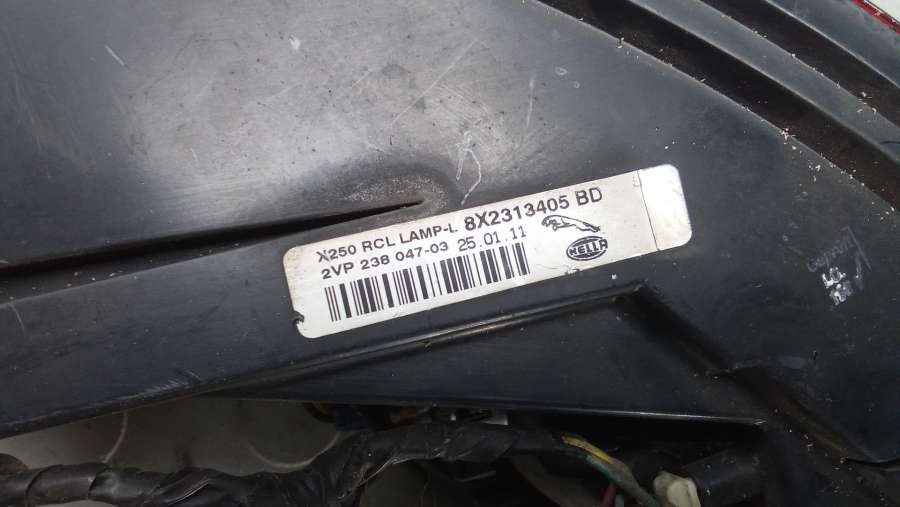 X250 RCL LAMP-L 8X2313405 BD
2VP 238 047-03 25.01.11
HELLA